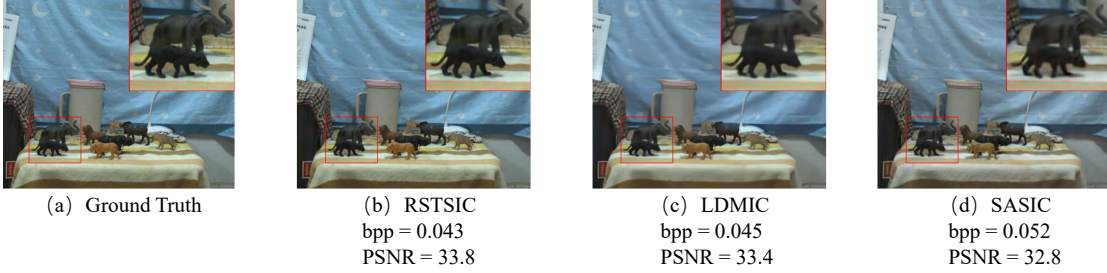 （a）Ground Truth
（b）RSTSIC
bpp = 0.043
PSNR = 33.8
（c）LDMIC
bpp = 0.045
PSNR = 33.4
（d）SASIC
bpp = 0.052
PSNR = 32.8